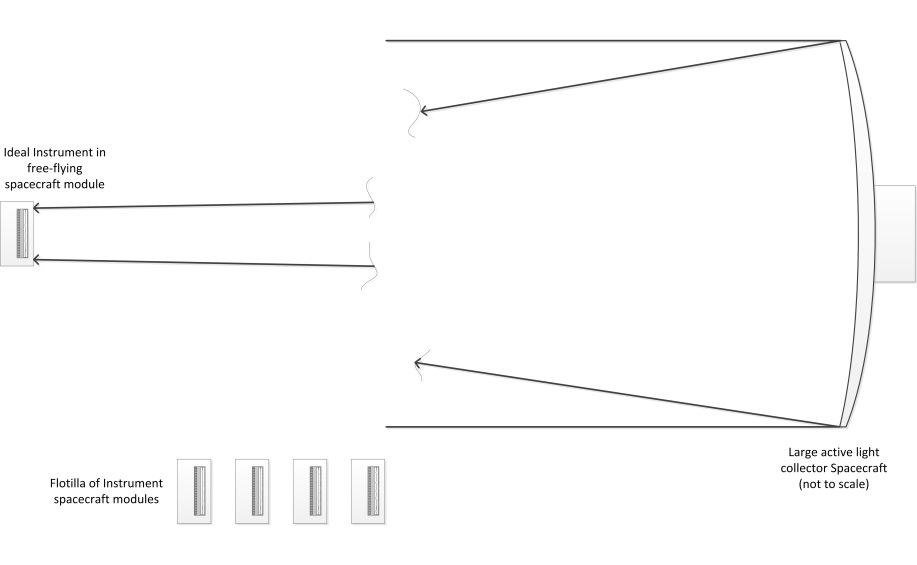 Ideal Instrument in
free-flying
spacecraft module
Flotilla of Instrument
spacecraft modules
Large active light
collector Spacecraft
(not to scale)